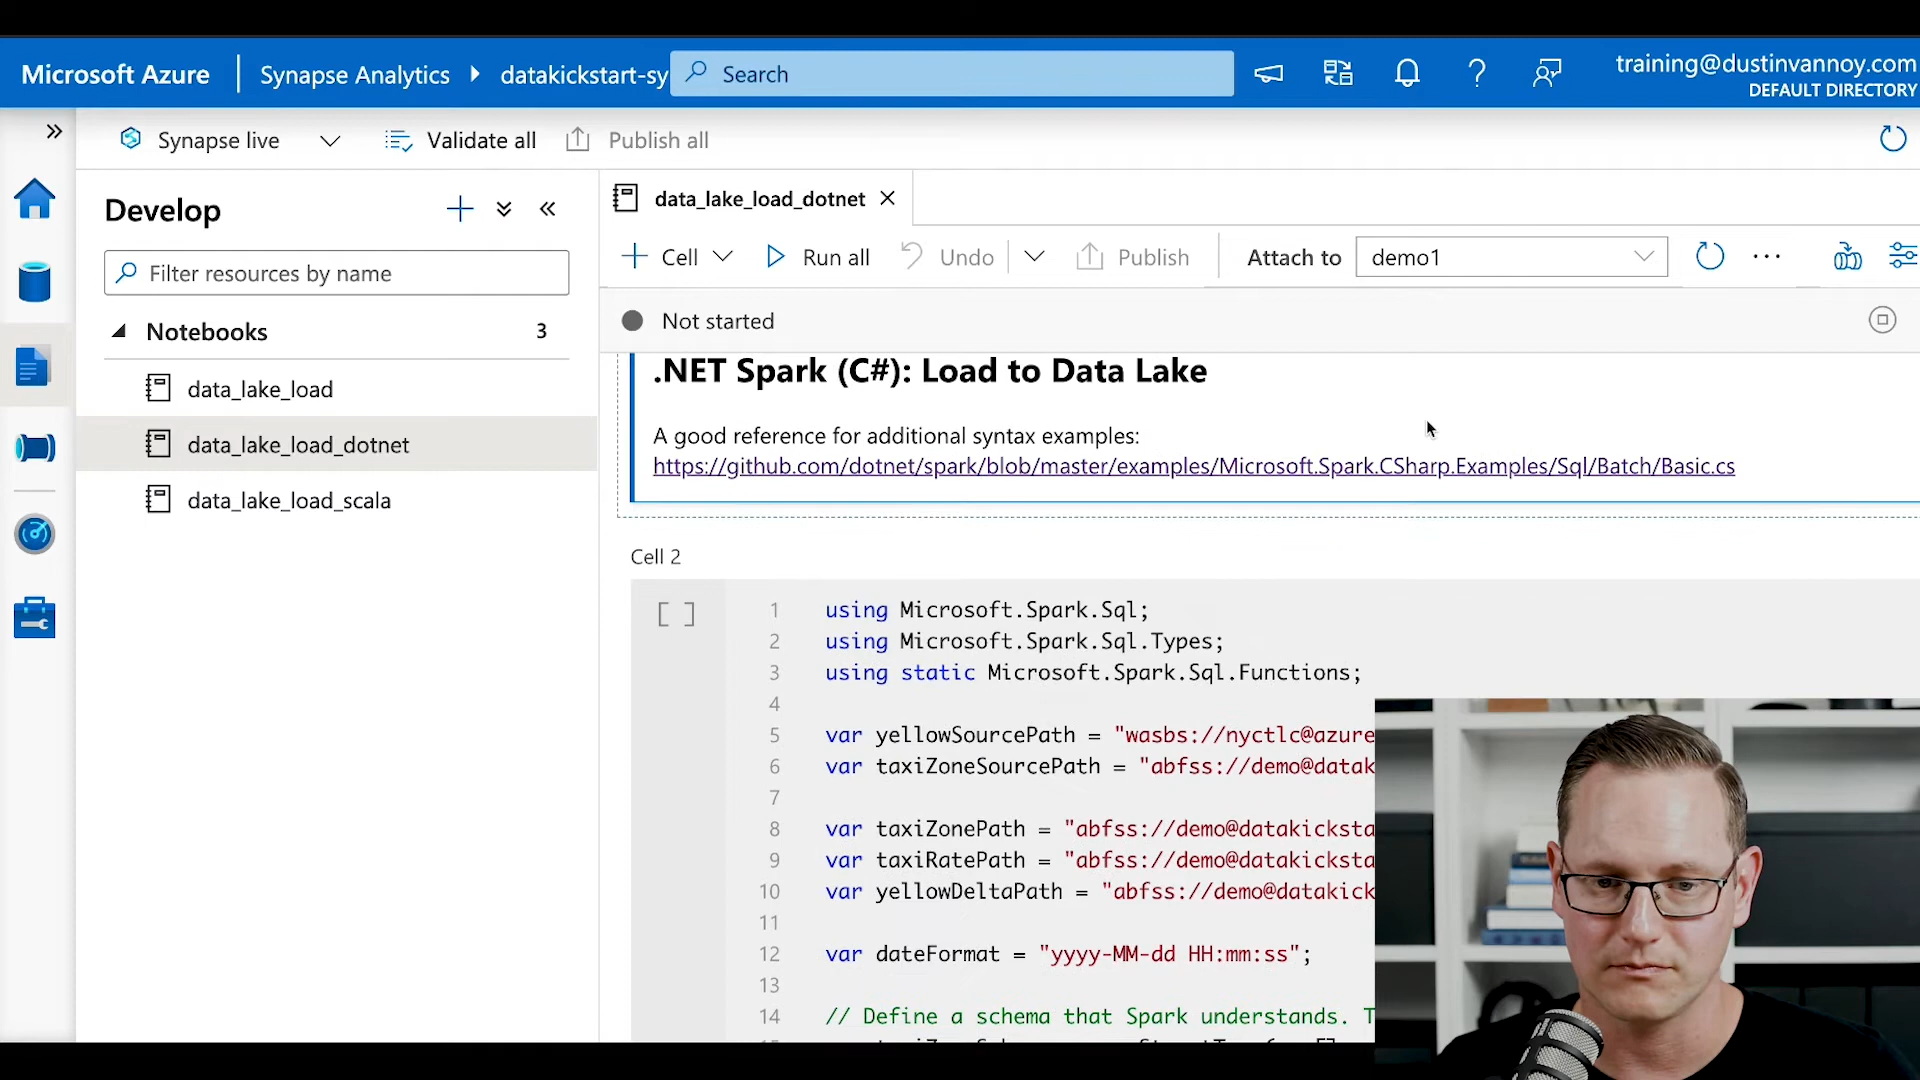 Microsoft Azure
Synapse Analytics
datakickstart-sy
Search
training@dustinvannoy.com
DEFAULT DIRECTORY
Synapse live
Validate all
Publish all
Develop
Filter resources by name
Notebooks 3
data_lake_load
data_lake_load_dotnet
data_lake_load_scala
data_lake_load_dotnet
Cell
Run all
Undo
Publish
Attach to
demo1
Not started
.NET Spark (C#): Load to Data Lake
A good reference for additional syntax examples:
https://github.com/dotnet/spark/blob/master/examples/Microsoft.Spark.CSharp.Examples/Sql/Batch/Basic.cs
Cell 2
[ ]
1 using Microsoft.Spark.Sql;
2 using Microsoft.Spark.Sql.Types;
3 using static Microsoft.Spark.Sql.Functions;
4
5 var yellowSourcePath = "wasbs://nyctlc@azure
6 var taxiZoneSourcePath = "abfss://demo@datak
7
8 var taxiZonePath = "abfss://demo@datakicksta
9 var taxiRatePath = "abfss://demo@datakicksta
10 var yellowDeltaPath = "abfss://demo@datakick
11
12 var dateFormat = "yyyy-MM-dd HH:mm:ss";
13
14 // Define a schema that Spark understands. T